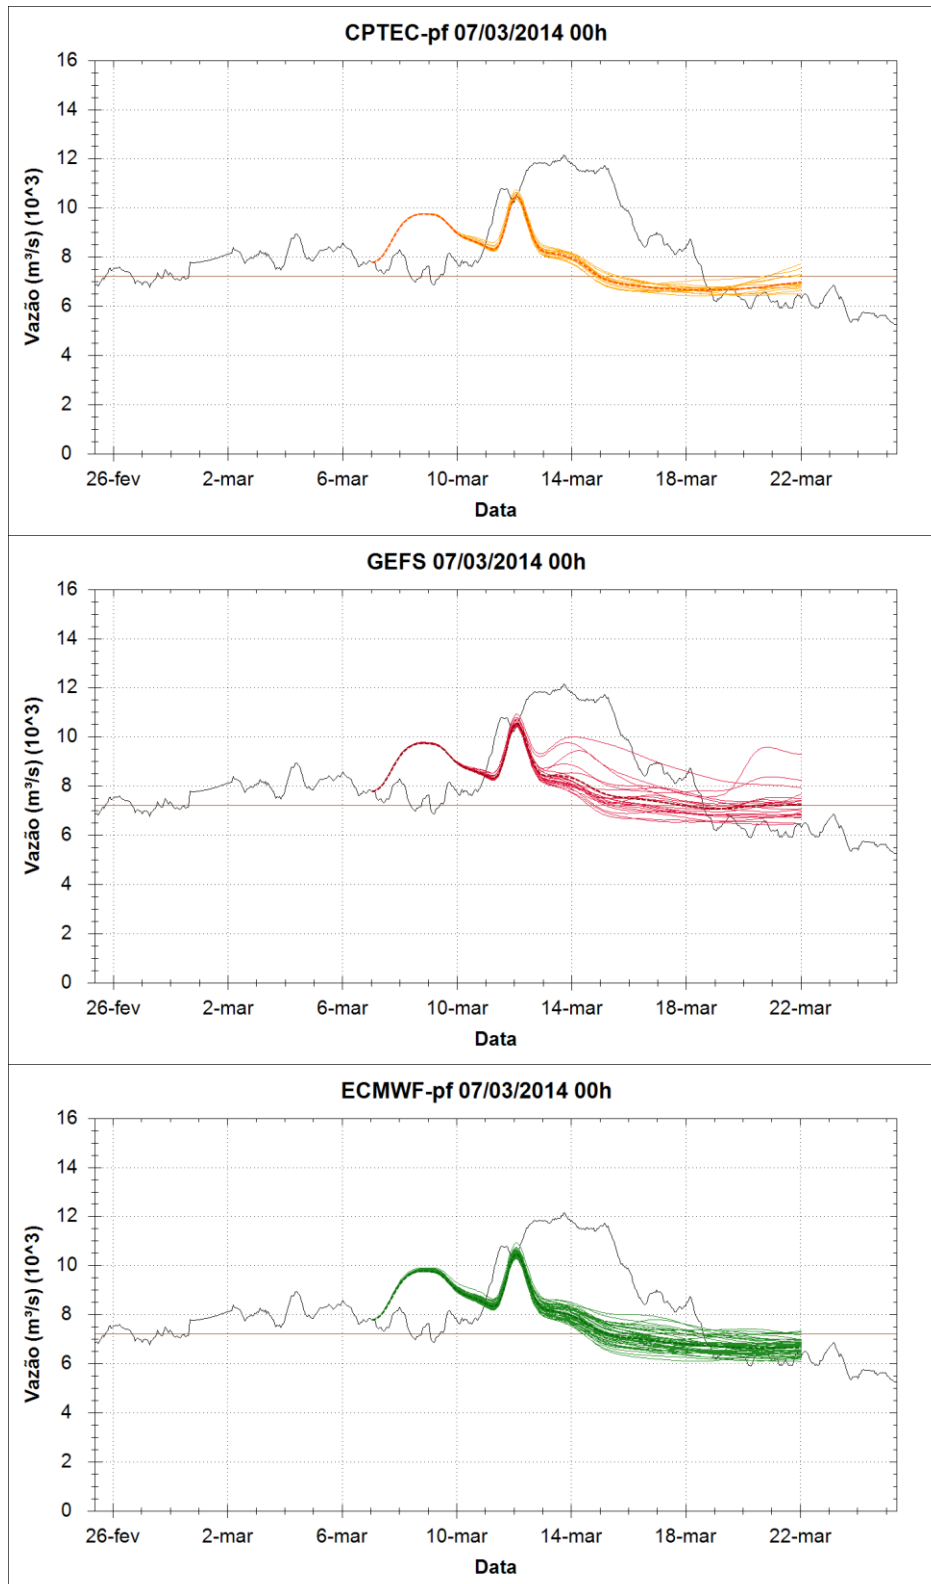 CPTEC-pf 07/03/2014 00h
Vazão (m³/s) (10^3)
16
14
12
10
8
6
4
2
0
26-fev 2-mar 6-mar 10-mar 14-mar 18-mar 22-mar
Data
GEFS 07/03/2014 00h
Vazão (m³/s) (10^3)
16
14
12
10
8
6
4
2
0
26-fev 2-mar 6-mar 10-mar 14-mar 18-mar 22-mar
Data
ECMWF-pf 07/03/2014 00h
Vazão (m³/s) (10^3)
16
14
12
10
8
6
4
2
0
26-fev 2-mar 6-mar 10-mar 14-mar 18-mar 22-mar
Data